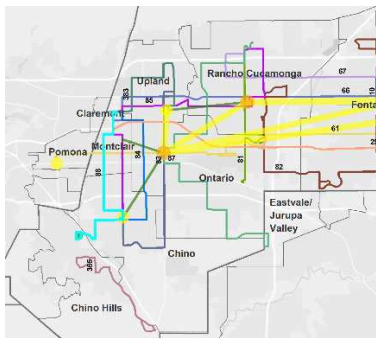 Rancho Cucamonga
67
Upland
383
85
66
10
Fonta
Claremont
61
Montclair
84
Pomona
88
83
87
82
Ontario
81
Eastvale/
Jurupa
Valley
Chino
365
Chino Hills